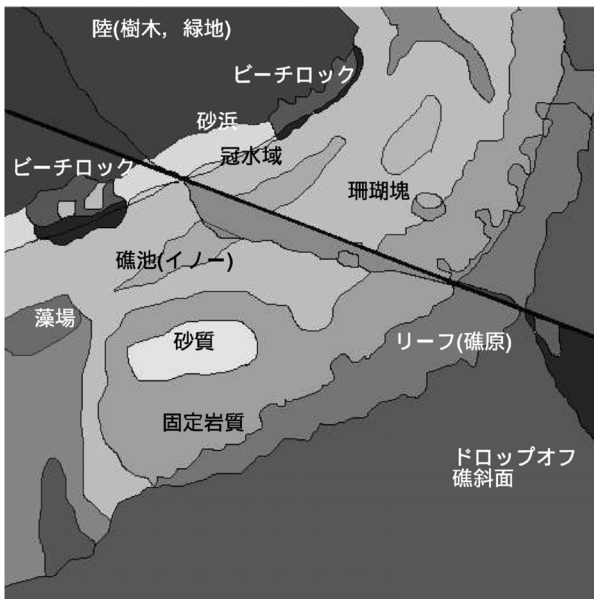 陸(樹木，緑地)
ビーチロック
砂浜
冠水域
ビーチロック
珊瑚塊
礁池(イノー)
藻場
砂質
リーフ(礁原)
固定岩質
ドロップオフ
礁斜面